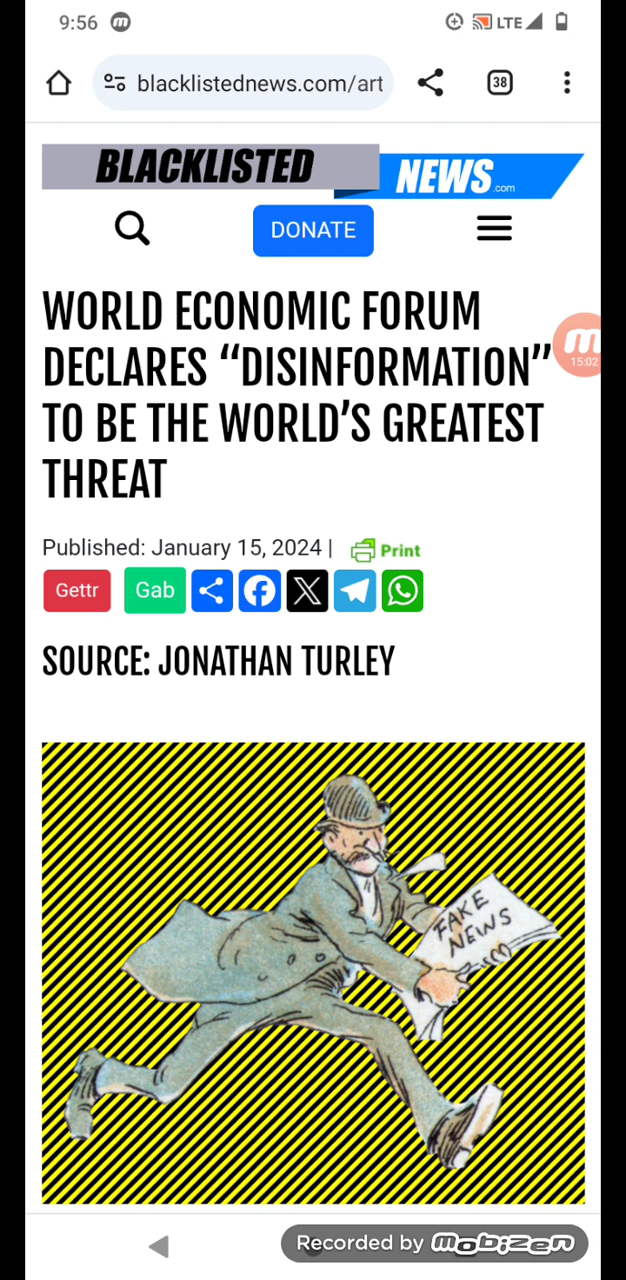 9:56 m LTE
blacklistednews.com/art 38
BLACKLISTED NEWS.com
DONATE
WORLD ECONOMIC FORUM
DECLARES “DISINFORMATION”
TO BE THE WORLD’S GREATEST
THREAT
m
15:02
Published: January 15, 2024 | Print
Gettr Gab X
SOURCE: JONATHAN TURLEY
FAKE
NEWS
Recorded by mobizen